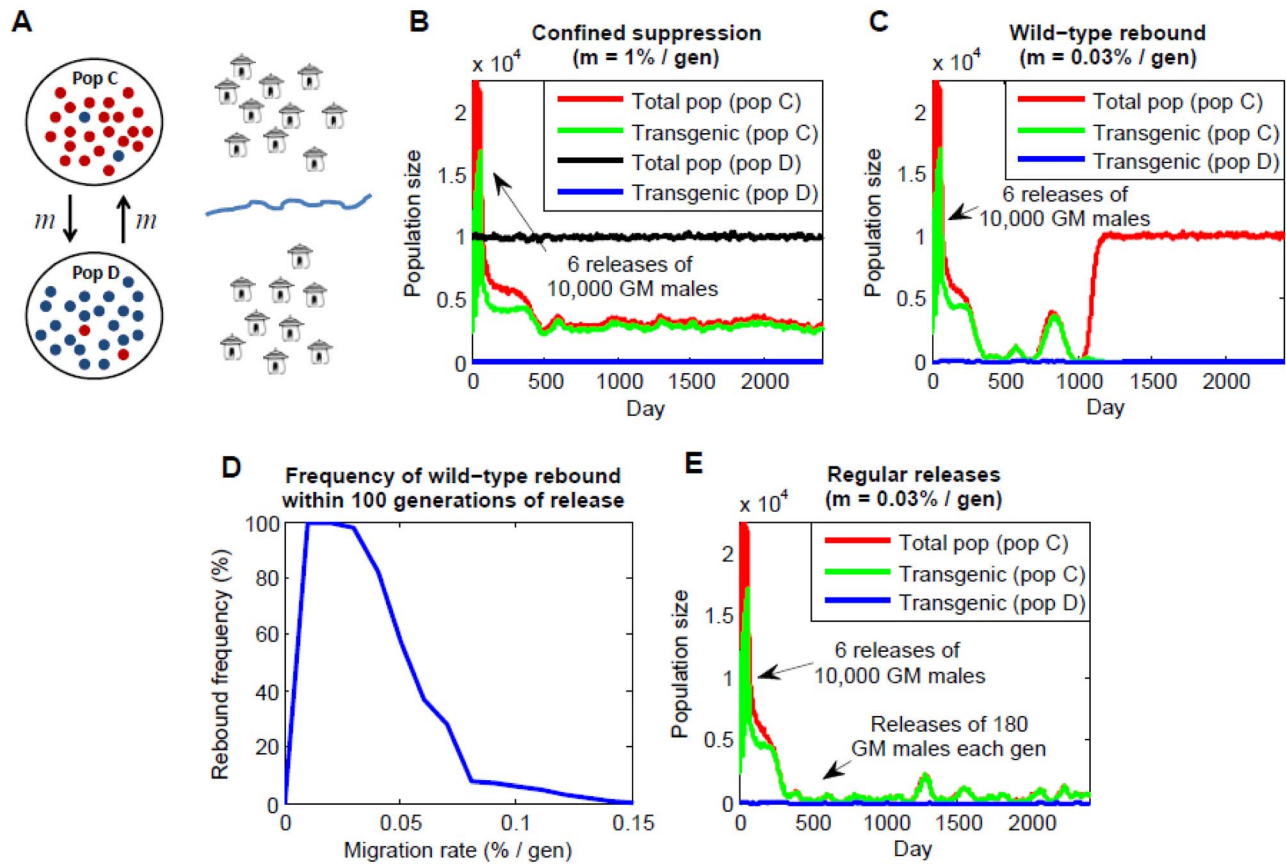 A
Pop C
m
m
Pop D
B
Confined suppression
(m = 1% / gen)
x 10⁴
2
1.5
1
0.5
0
Population size
Total pop (pop C)
Transgenic (pop C)
Total pop (pop D)
Transgenic (pop D)
6 releases of
10,000 GM males
0
500
1000
1500
2000
Day
C
Wild-type rebound
(m = 0.03% / gen)
x 10⁴
2
1.5
1
0.5
0
Population size
Total pop (pop C)
Transgenic (pop C)
Transgenic (pop D)
6 releases of
10,000 GM males
0
500
1000
1500
2000
Day
D
Frequency of wild-type rebound
within 100 generations of release
100
80
60
40
20
0
Rebound frequency (%)
0
0.05
0.1
0.15
Migration rate (% / gen)
E
Regular releases
(m = 0.03% / gen)
x 10⁴
2
1.5
1
0.5
0
Population size
Total pop (pop C)
Transgenic (pop C)
Transgenic (pop D)
6 releases of
10,000 GM males
Releases of 180
GM males each gen
0
500
1000
1500
2000
Day